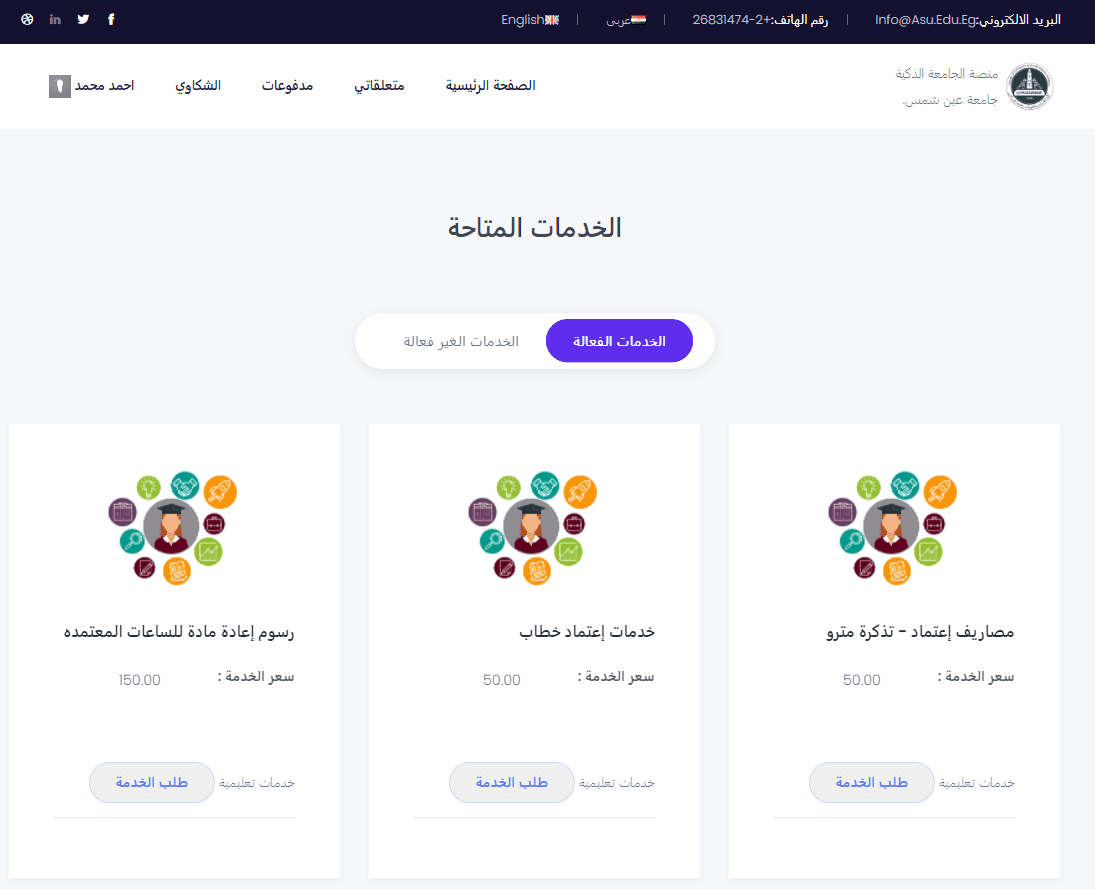 البريد الالكتروني:Info@Asu.Edu.Eg
رقم الهاتف:+2-26831474
عربى
English
منصة الجامعة الذكية
جامعة عين شمس.
الصفحة الرئيسية
متعلقاتي
مدفوعات
الشكاوي
احمد محمد
الخدمات المتاحة
الخدمات الفعالة
الخدمات الغير فعالة
مصاريف إعتماد - تذكرة مترو
سعر الخدمة : 50.00
خدمات تعليمية
طلب الخدمة
خدمات إعتماد خطاب
سعر الخدمة : 50.00
خدمات تعليمية
طلب الخدمة
رسوم إعادة مادة للساعات المعتمده
سعر الخدمة : 150.00
خدمات تعليمية
طلب الخدمة